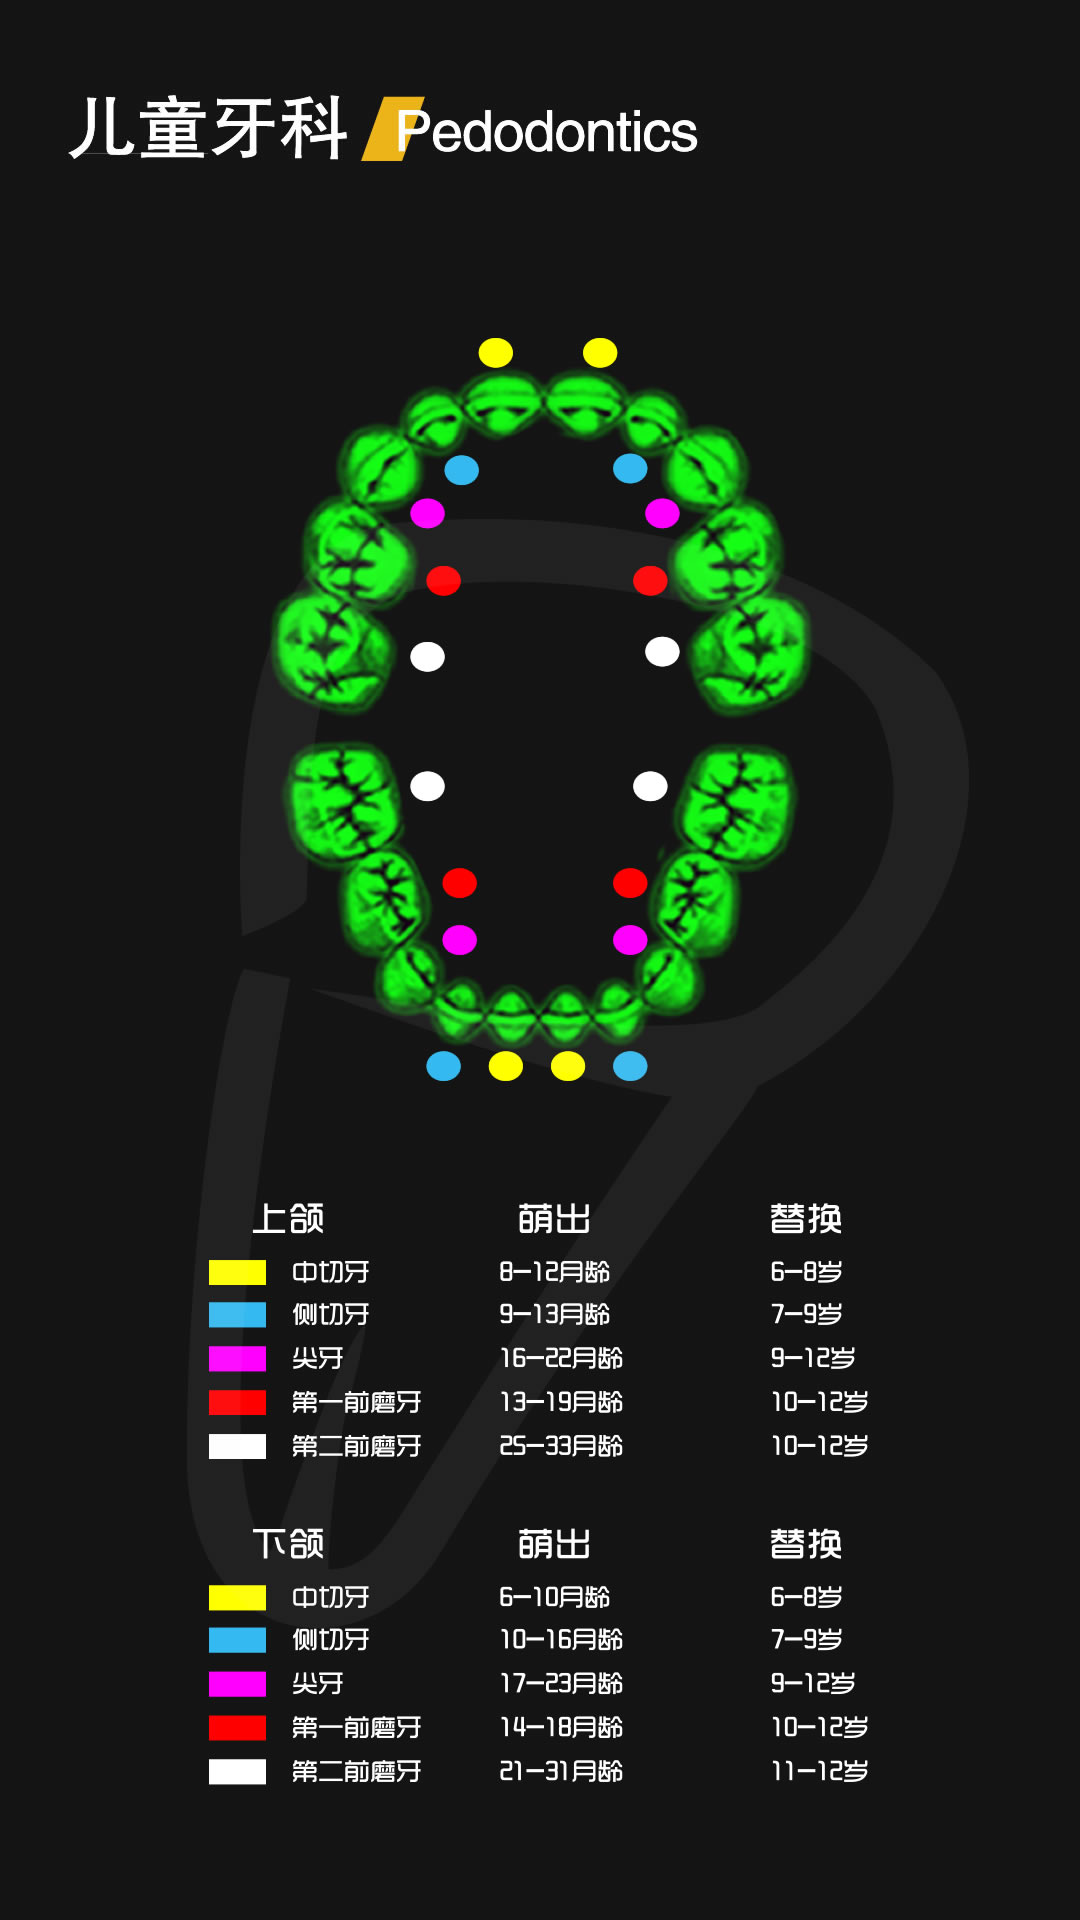 儿童牙科 Pedodontics
上颌 萌出 替换
中切牙 8-12月龄 6-8岁
侧切牙 9-13月龄 7-9岁
尖牙 16-22月龄 9-12岁
第一前磨牙 13-19月龄 10-12岁
第二前磨牙 25-33月龄 10-12岁
下颌 萌出 替换
中切牙 6-10月龄 6-8岁
侧切牙 10-16月龄 7-9岁
尖牙 17-23月龄 9-12岁
第一前磨牙 14-18月龄 10-12岁
第二前磨牙 21-31月龄 11-12岁